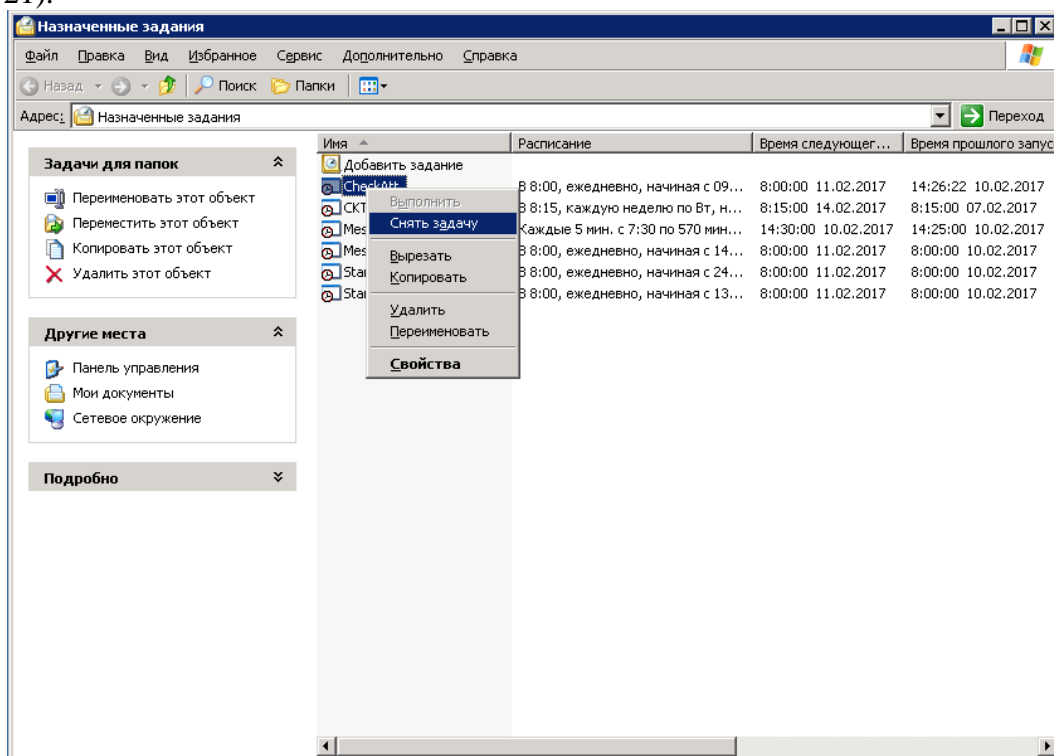 21).
Назначенные задания
Файл Правка Вид Избранное Сервис Дополнительно Справка
Назад Поиск Папки
Адрес: Назначенные задания Переход
Задачи для папок
Переименовать этот объект
Переместить этот объект
Копировать этот объект
Удалить этот объект
Другие места
Панель управления
Мои документы
Сетевое окружение
Подробно
Имя Расписание Время следующег... Время прошлого запус
Добавить задание
CheckAtt В 8:00, ежедневно, начиная с 09... 8:00:00 11.02.2017 14:26:22 10.02.2017
СКТ В 8:15, каждую неделю по Вт, н... 8:15:00 14.02.2017 8:15:00 07.02.2017
Mes Каждые 5 мин. с 7:30 по 570 мин... 14:30:00 10.02.2017 14:25:00 10.02.2017
Mes В 8:00, ежедневно, начиная с 14... 8:00:00 11.02.2017 8:00:00 10.02.2017
Star В 8:00, ежедневно, начиная с 24... 8:00:00 11.02.2017 8:00:00 10.02.2017
Star В 8:00, ежедневно, начиная с 13... 8:00:00 11.02.2017 8:00:00 10.02.2017
Выполнить
Снять задачу
Вырезать
Копировать
Удалить
Переименовать
Свойства